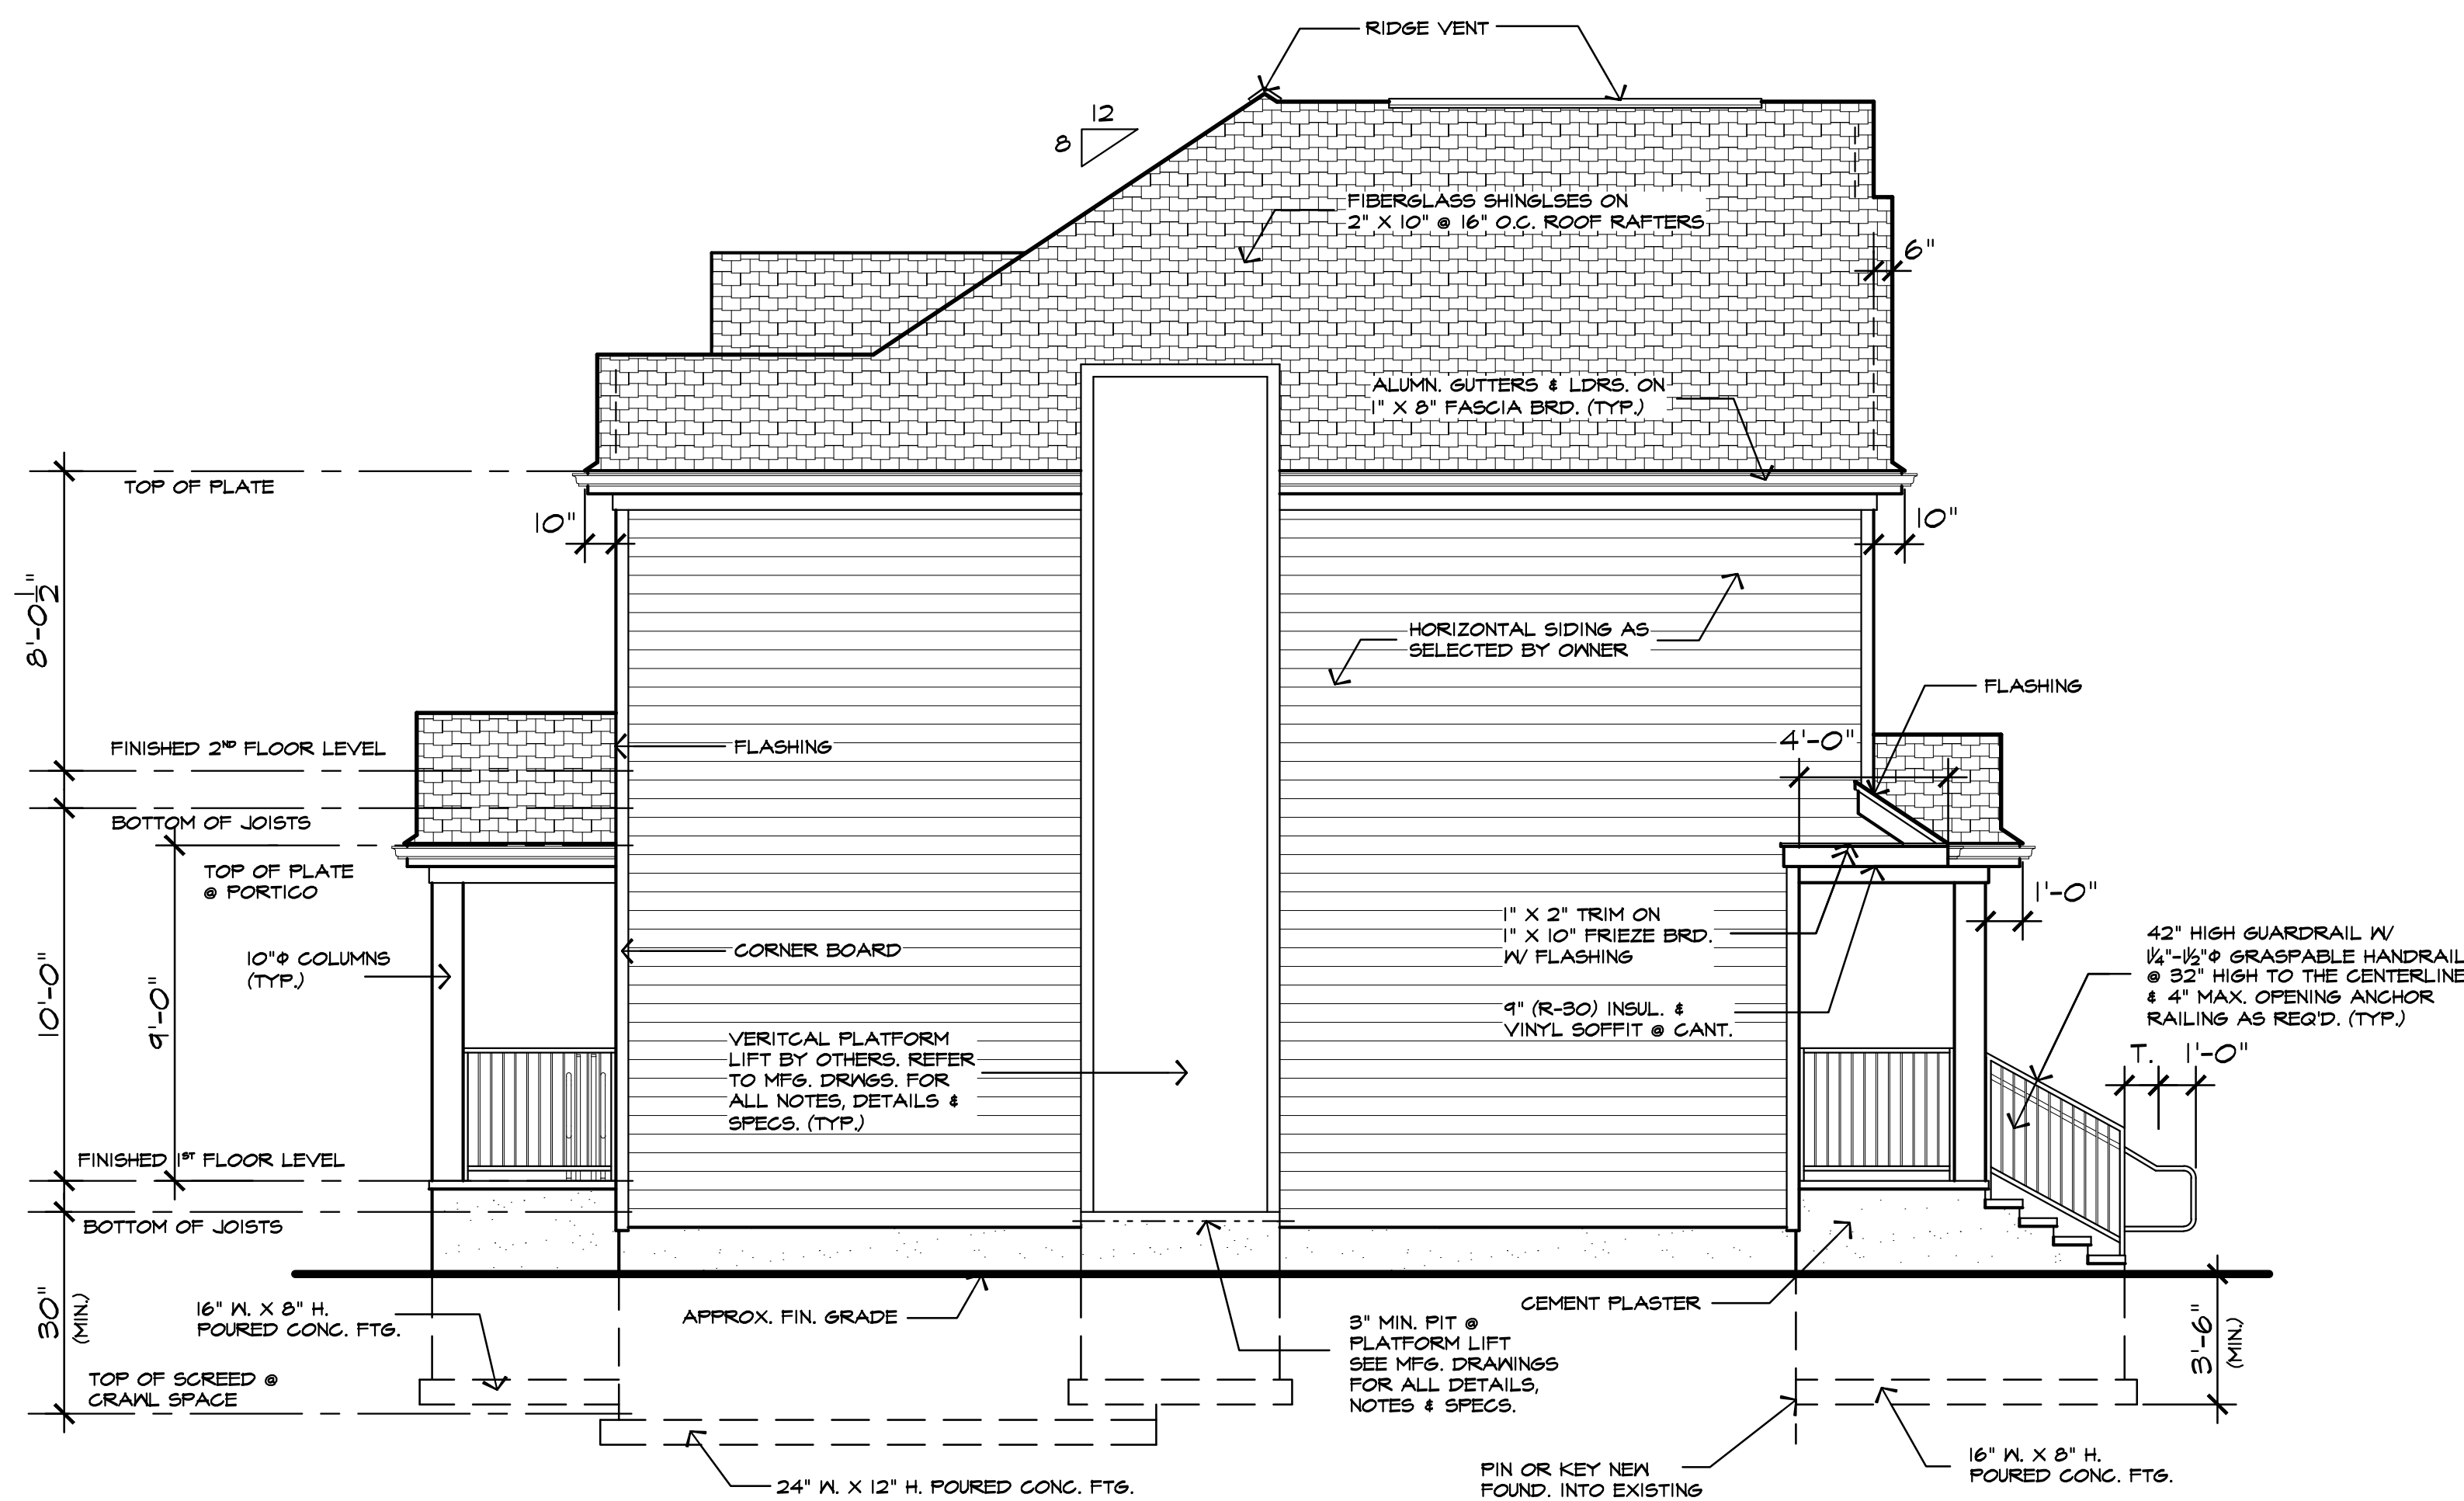 RIDGE VENT
12
8
FIBERGLASS SHINGLSES ON
2" X 10" @ 16" O.C. ROOF RAFTERS
6"
ALUMN. GUTTERS & LDRS. ON
1" X 8" FASCIA BRD. (TYP.)
TOP OF PLATE
10"
10"
8'-0 1/2"
HORIZONTAL SIDING AS
SELECTED BY OWNER
FLASHING
FINISHED 2ND FLOOR LEVEL
FLASHING
4'-0"
BOTTOM OF JOISTS
TOP OF PLATE
@ PORTICO
1'-0"
1" X 2" TRIM ON
1" X 10" FRIEZE BRD.
W/ FLASHING
42" HIGH GUARDRAIL W/
1¼"-1½"Φ GRASPABLE HANDRAIL
@ 32" HIGH TO THE CENTERLINE
& 4" MAX. OPENING ANCHOR
RAILING AS REQ'D. (TYP.)
10"Φ COLUMNS
(TYP.)
CORNER BOARD
10'-0"
9'-0"
9" (R-30) INSUL. &
VINYL SOFFIT @ CANT.
VERITCAL PLATFORM
LIFT BY OTHERS. REFER
TO MFG. DRWGS. FOR
ALL NOTES, DETAILS &
SPECS. (TYP.)
T.
1'-0"
FINISHED 1ST FLOOR LEVEL
BOTTOM OF JOISTS
30"
(MIN.)
16" W. X 8" H.
POURED CONC. FTG.
APPROX. FIN. GRADE
3" MIN. PIT @
PLATFORM LIFT
SEE MFG. DRAWINGS
FOR ALL DETAILS,
NOTES & SPECS.
CEMENT PLASTER
3'-6"
(MIN.)
TOP OF SCREED @
CRAWL SPACE
24" W. X 12" H. POURED CONC. FTG.
PIN OR KEY NEW
FOUND. INTO EXISTING
16" W. X 8" H.
POURED CONC. FTG.